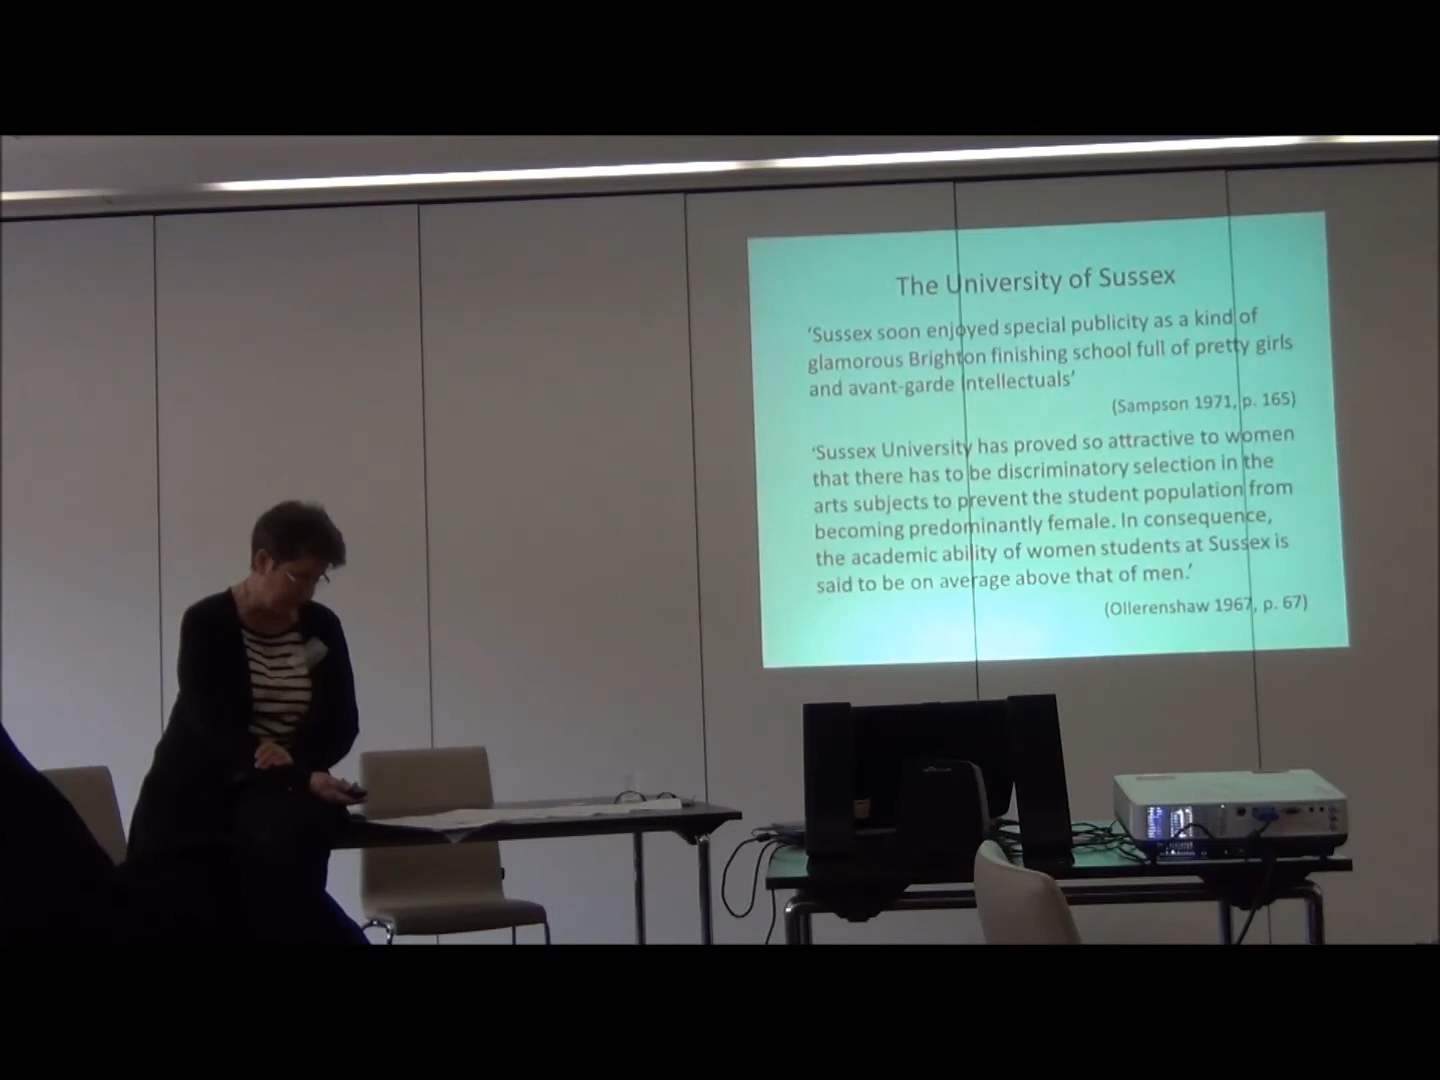 The University of Sussex
‘Sussex soon enjoyed special publicity as a kind of
glamorous Brighton finishing school full of pretty girls
and avant-garde intellectuals’
(Sampson 1971, p. 165)
‘Sussex University has proved so attractive to women
that there has to be discriminatory selection in the
arts subjects to prevent the student population from
becoming predominantly female. In consequence,
the academic ability of women students at Sussex is
said to be on average above that of men.’
(Ollerenshaw 1967, p. 67)